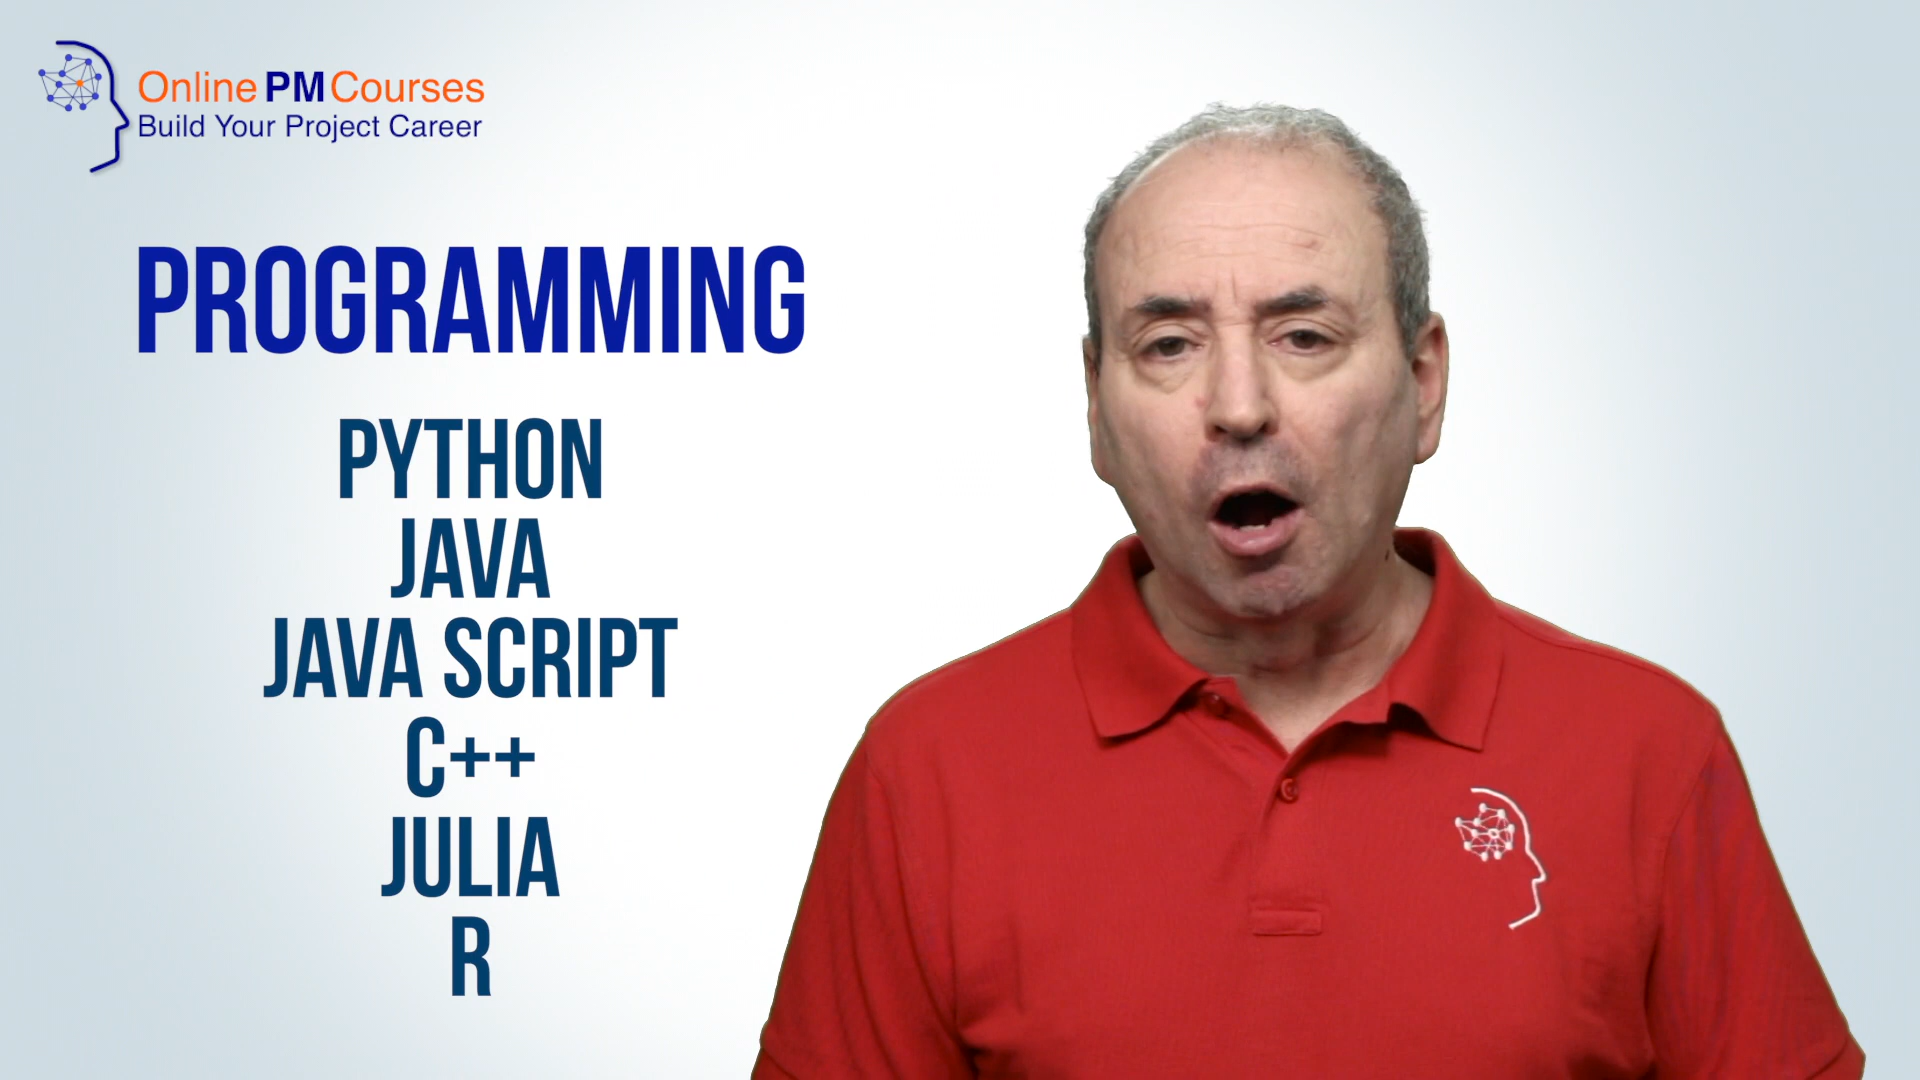 Online PM Courses
Build Your Project Career
PROGRAMMING
PYTHON
JAVA
JAVA SCRIPT
C++
JULIA
R